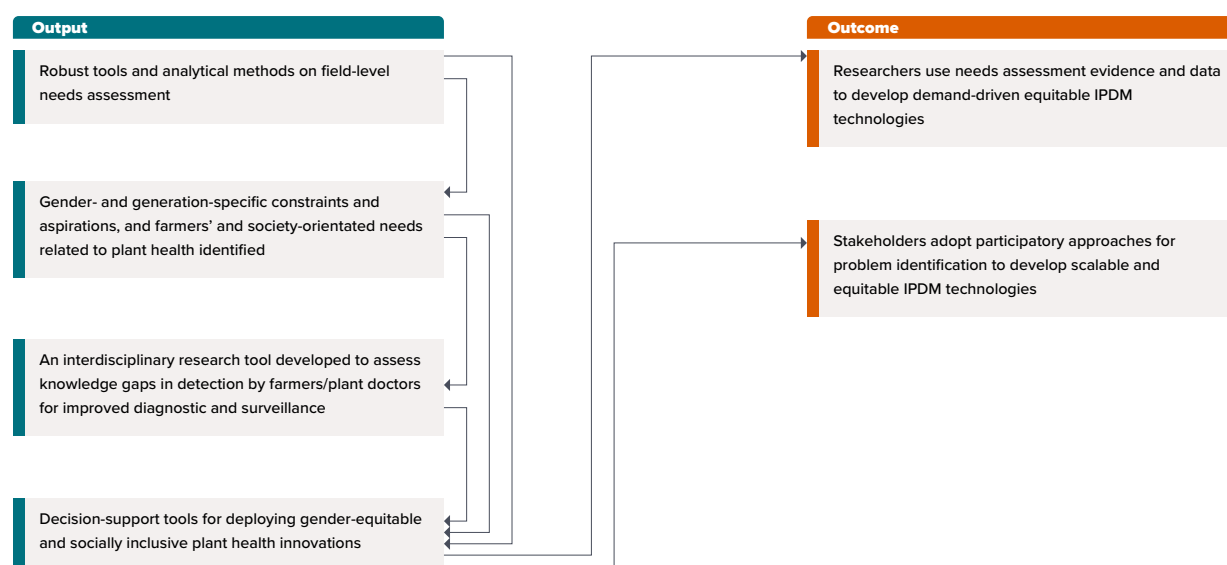 Output
Robust tools and analytical methods on field-level
needs assessment
Gender- and generation-specific constraints and
aspirations, and farmers’ and society-orientated needs
related to plant health identified
An interdisciplinary research tool developed to assess
knowledge gaps in detection by farmers/plant doctors
for improved diagnostic and surveillance
Decision-support tools for deploying gender-equitable
and socially inclusive plant health innovations
Outcome
Researchers use needs assessment evidence and data
to develop demand-driven equitable IPDM
technologies
Stakeholders adopt participatory approaches for
problem identification to develop scalable and
equitable IPDM technologies